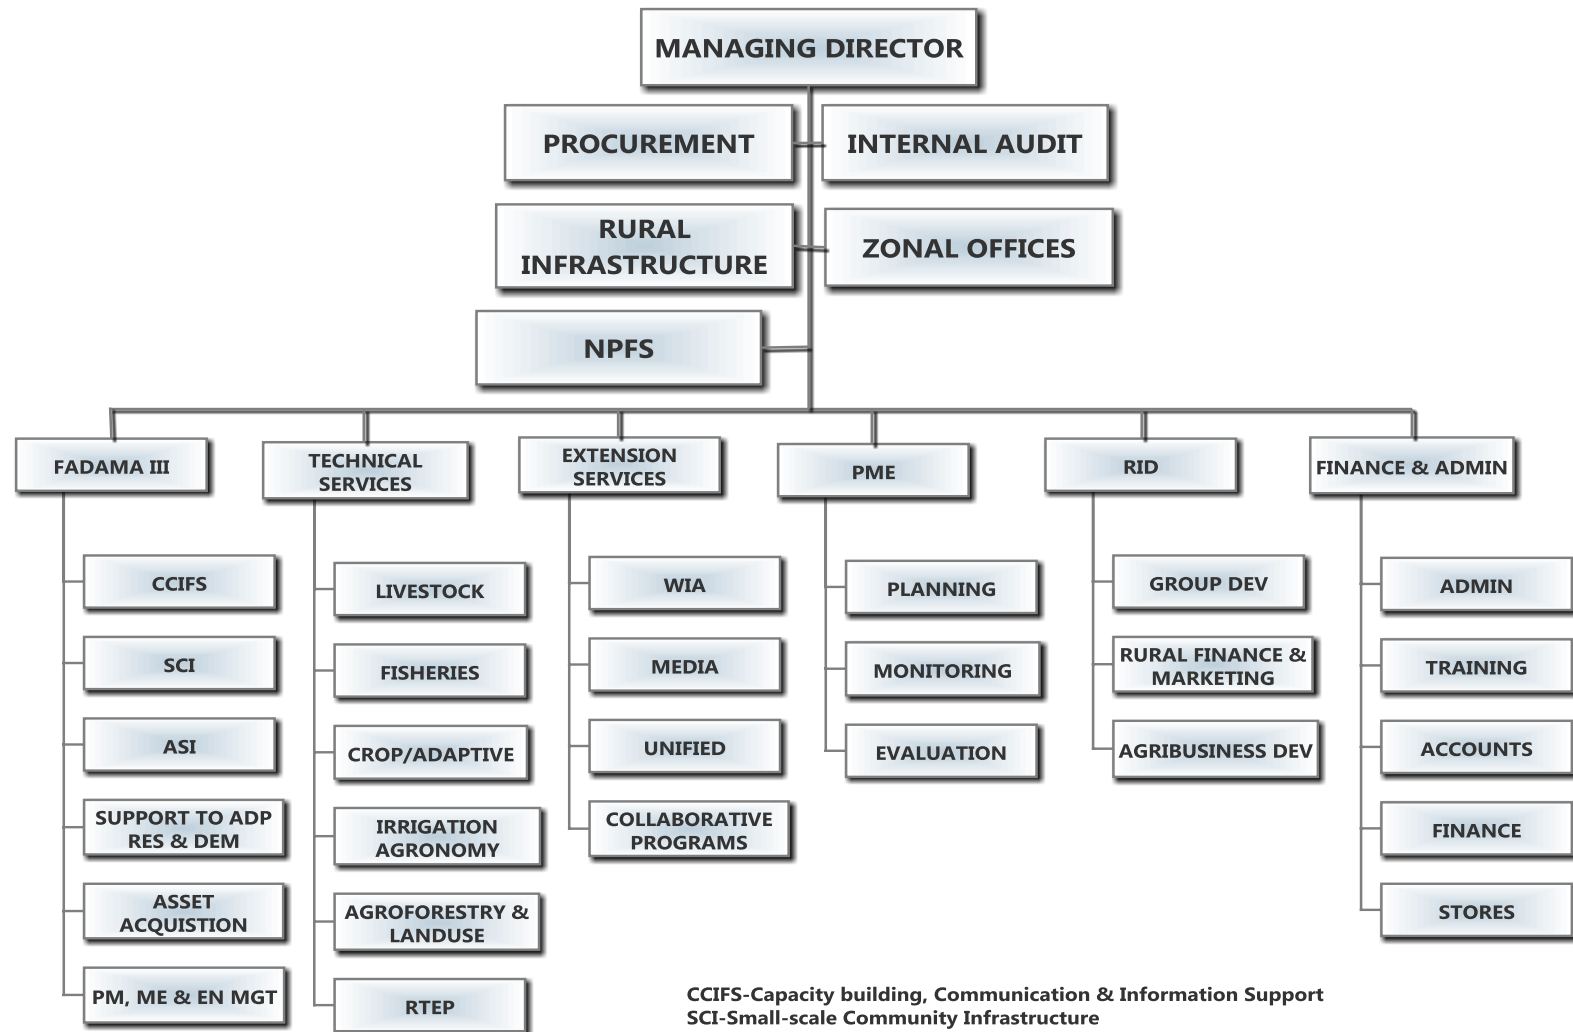 MANAGING DIRECTOR
PROCUREMENT
INTERNAL AUDIT
RURAL
INFRASTRUCTURE
ZONAL OFFICES
NPFS
FADAMA III
TECHNICAL
SERVICES
EXTENSION
SERVICES
PME
RID
FINANCE & ADMIN
CCIFS
SCI
ASI
SUPPORT TO ADP
RES & DEM
ASSET
ACQUISTION
PM, ME & EN MGT
LIVESTOCK
FISHERIES
CROP/ADAPTIVE
IRRIGATION
AGRONOMY
AGROFORESTRY &
LANDUSE
RTEP
WIA
MEDIA
UNIFIED
COLLABORATIVE
PROGRAMS
PLANNING
MONITORING
EVALUATION
GROUP DEV
RURAL FINANCE &
MARKETING
AGRIBUSINESS DEV
ADMIN
TRAINING
ACCOUNTS
FINANCE
STORES
CCIFS-Capacity building, Communication & Information Support
SCI-Small-scale Community Infrastructure